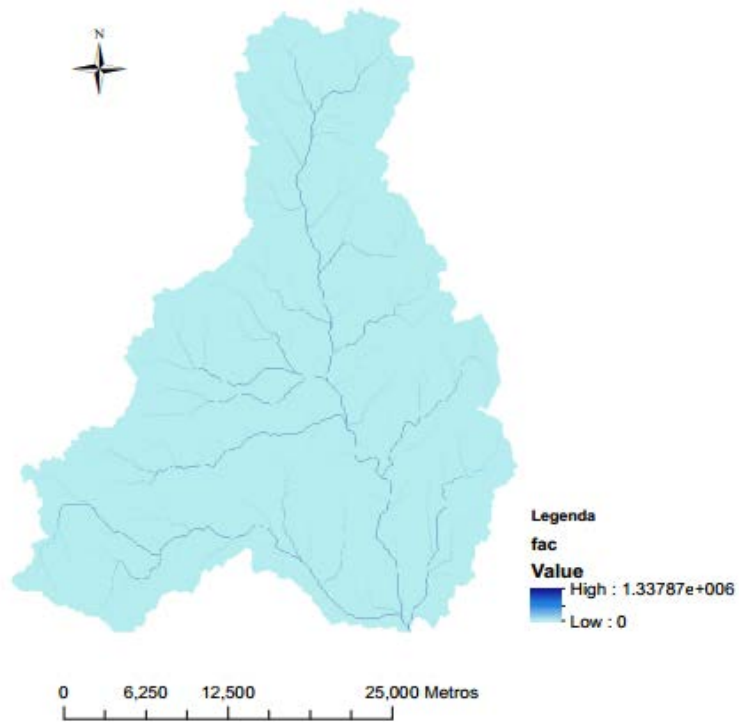 N
Legenda
fac
Value
High : 1.33787e+006
Low : 0
0 6,250 12,500 25,000 Metros